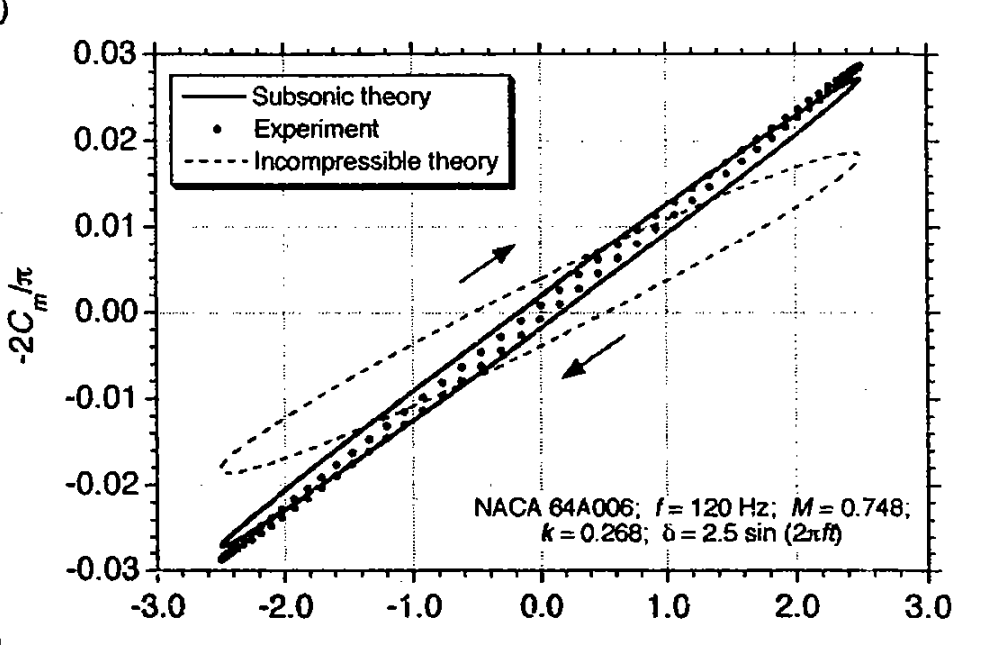 )
0.03
0.02
0.01
0.00
-0.01
-0.02
-0.03
-2Cm/π
Subsonic theory
Experiment
Incompressible theory
NACA 64A006; f = 120 Hz; M = 0.748;
k = 0.268; δ = 2.5 sin (2πft)
-3.0 -2.0 -1.0 0.0 1.0 2.0 3.0